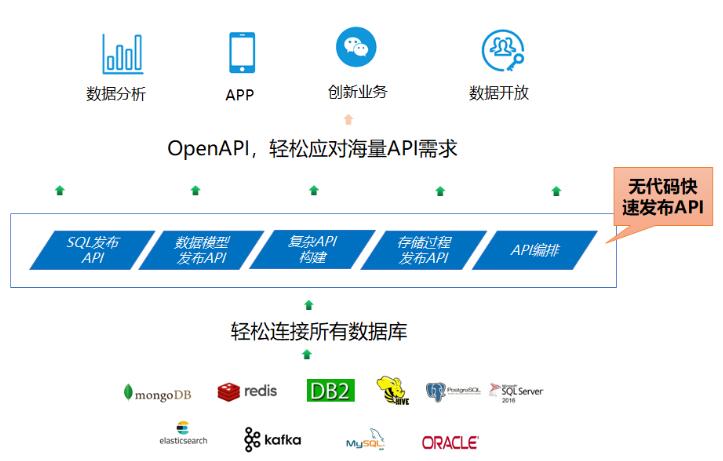 数据分析
APP
创新业务
数据开放
OpenAPI，轻松应对海量API需求
无代码快
速发布API
SQL发布
API
数据模型
发布API
复杂API
构建
存储过程
发布API
API编排
轻松连接所有数据库
mongoDB
redis
DB2
HIVE
PostgreSQL
Microsoft
SQL Server
2016
elasticsearch
kafka
MySQL
ORACLE